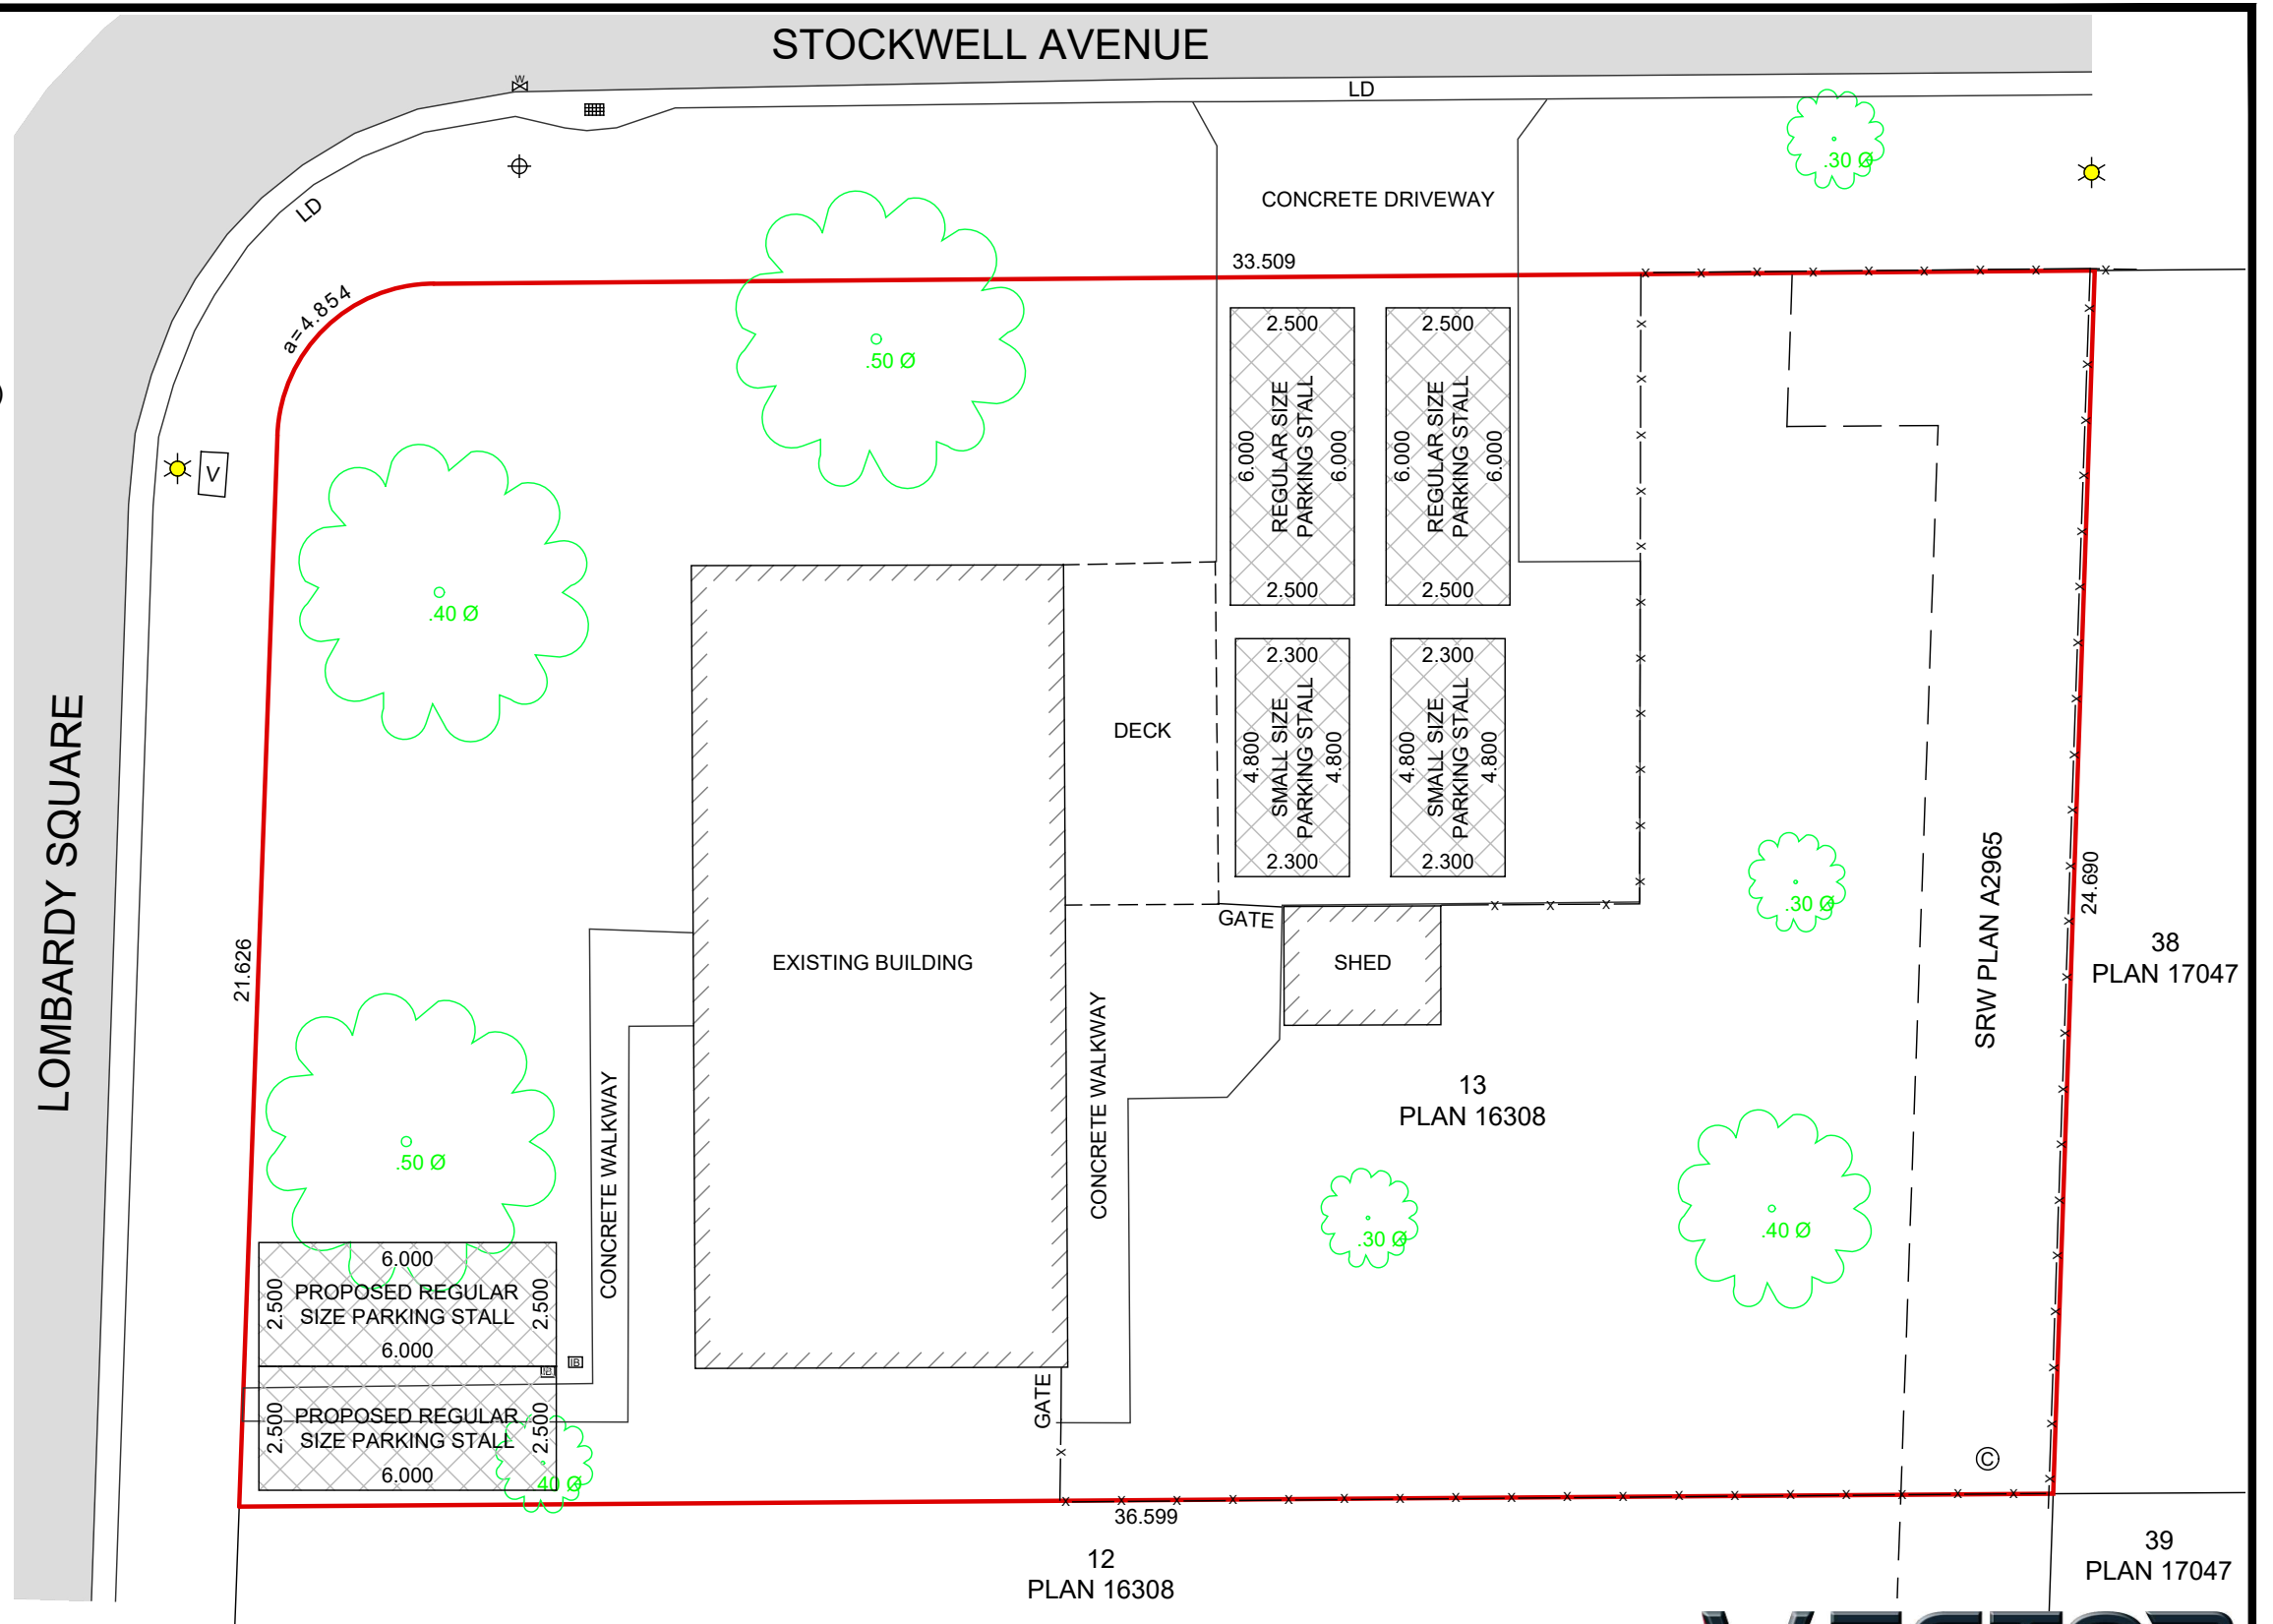 STOCKWELL AVENUE
W
LD
.30 Ø
LD
CONCRETE DRIVEWAY
33.509
a=4.854
.50 Ø
2.500
2.500
REGULAR SIZE
PARKING STALL
6.000
6.000
REGULAR SIZE
PARKING STALL
6.000
6.000
2.500
2.500
V
.40 Ø
2.300
2.300
SMALL SIZE
PARKING STALL
4.800
4.800
SMALL SIZE
PARKING STALL
4.800
4.800
2.300
2.300
DECK
LOMBARDY SQUARE
21.626
GATE
EXISTING BUILDING
SHED
.30 Ø
SRW PLAN A2965
24.690
38
PLAN 17047
CONCRETE WALKWAY
CONCRETE WALKWAY
13
PLAN 16308
.50 Ø
.30 Ø
.40 Ø
6.000
2.500
PROPOSED REGULAR
SIZE PARKING STALL
2.500
6.000
IB
IB
2.500
PROPOSED REGULAR
SIZE PARKING STALL
2.500
6.000
.40 Ø
GATE
C
36.599
12
PLAN 16308
39
PLAN 17047